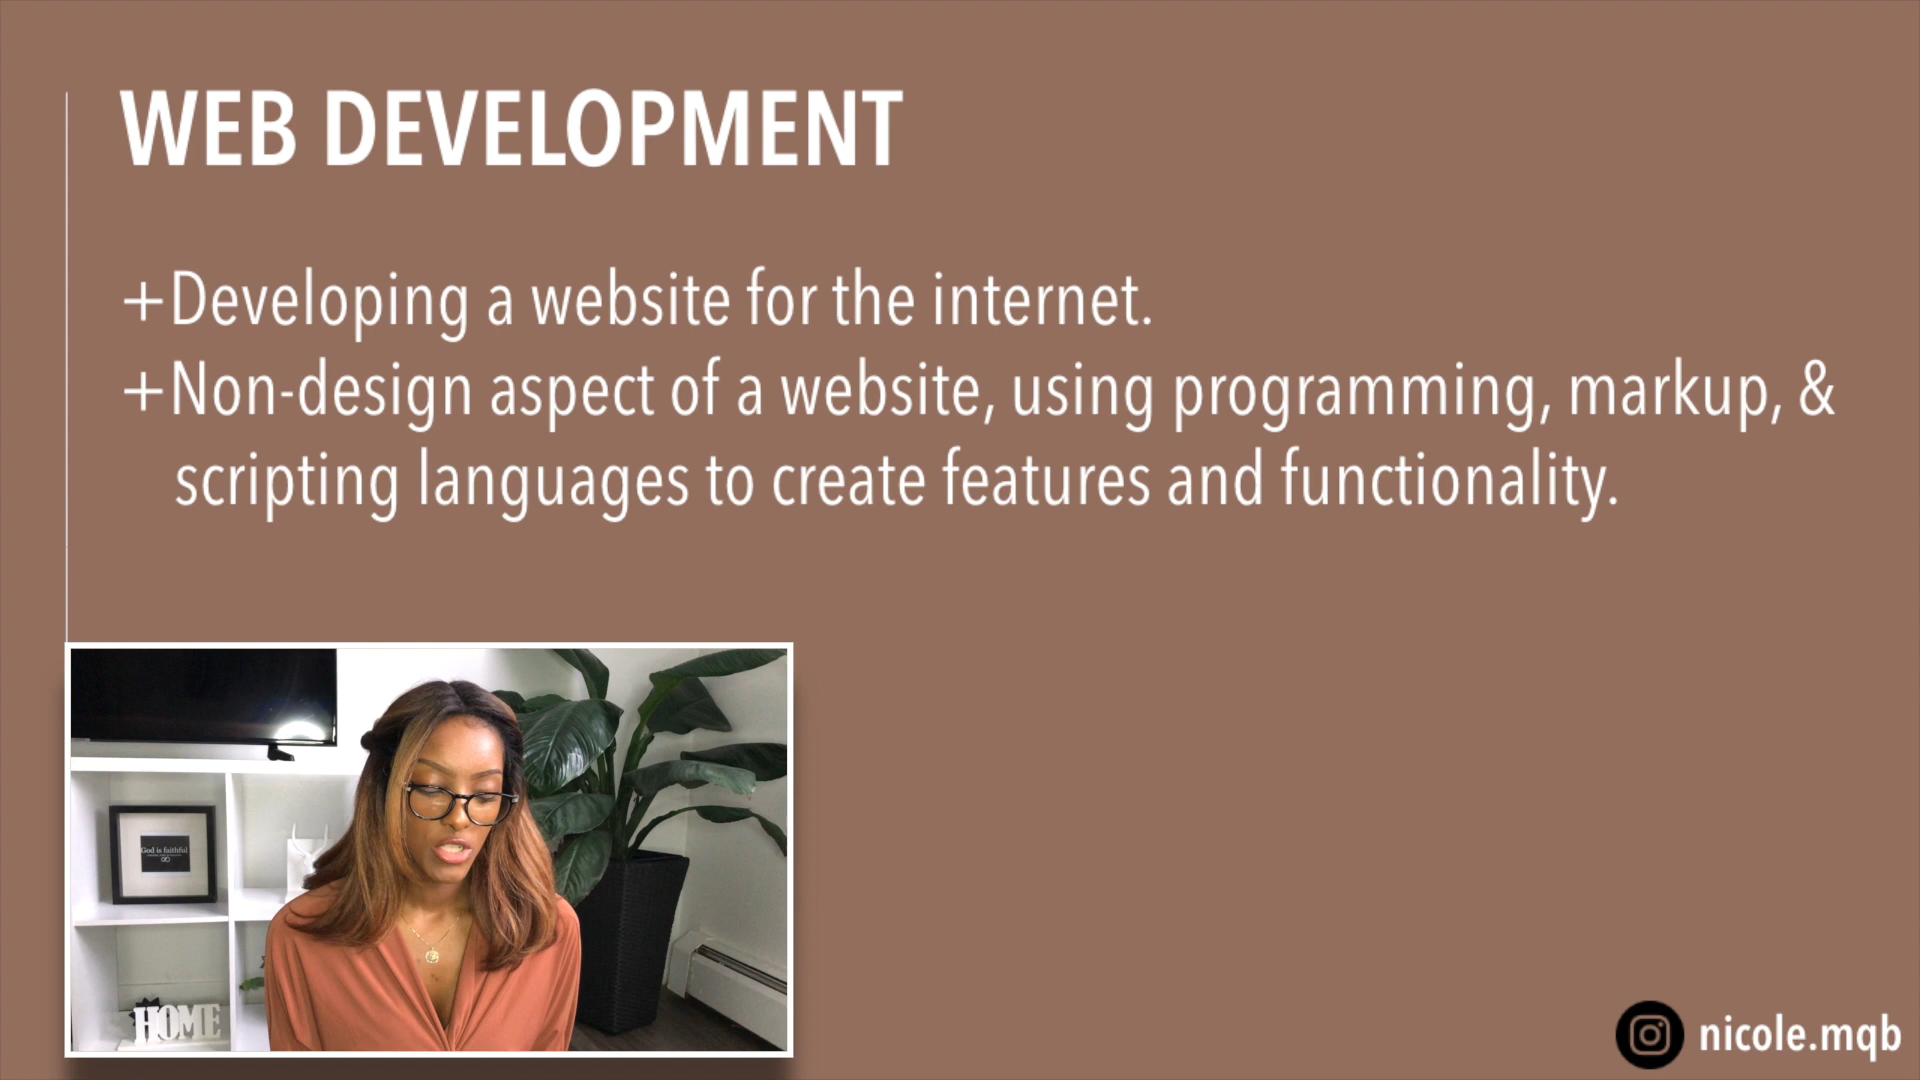 WEB DEVELOPMENT
+Developing a website for the internet.
+Non-design aspect of a website, using programming, markup, &
scripting languages to create features and functionality.
God is faithful
HOME
nicole.mqb